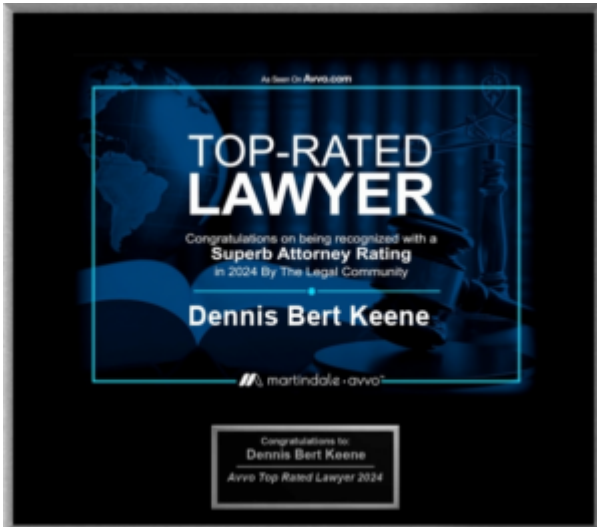 As Seen On Avvo.com
TOP-RATED
LAWYER
Congratulations on being recognized with a
Superb Attorney Rating
in 2024 By The Legal Community
Dennis Bert Keene
martindale·avvo™
Congratulations to:
Dennis Bert Keene
Avvo Top Rated Lawyer 2024